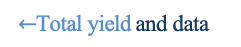 ←Total yield and data